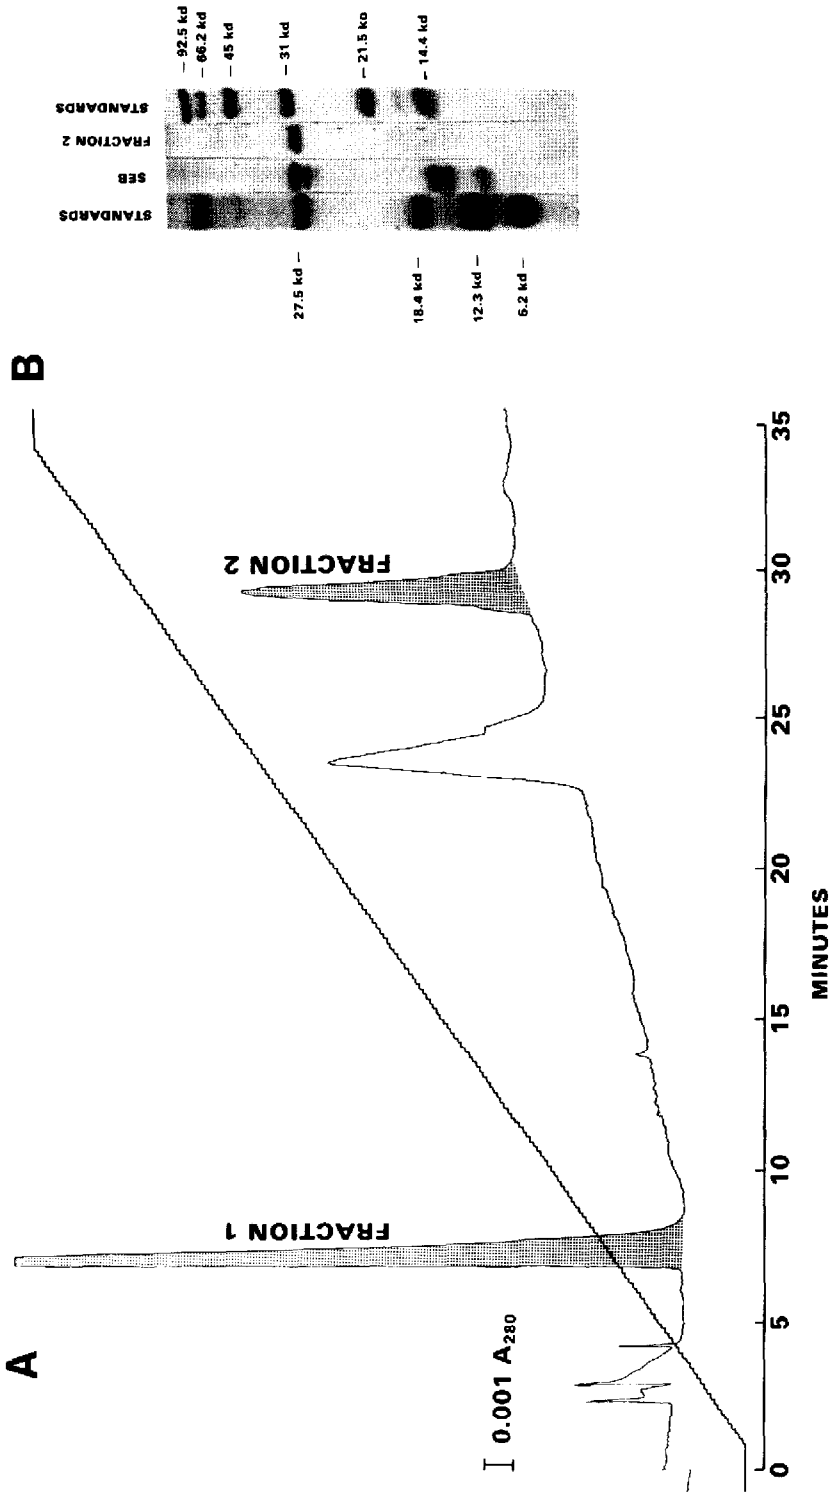 A
0.001 A280
FRACTION 1
FRACTION 2
0 5 10 15 20 25 30 35
MINUTES
B
STANDARDS
SEB
FRACTION 2
STANDARDS
27.5 kd —
18.4 kd —
12.3 kd —
6.2 kd —
— 92.5 kd
— 66.2 kd
— 45 kd
— 31 kd
— 21.5 kd
— 14.4 kd